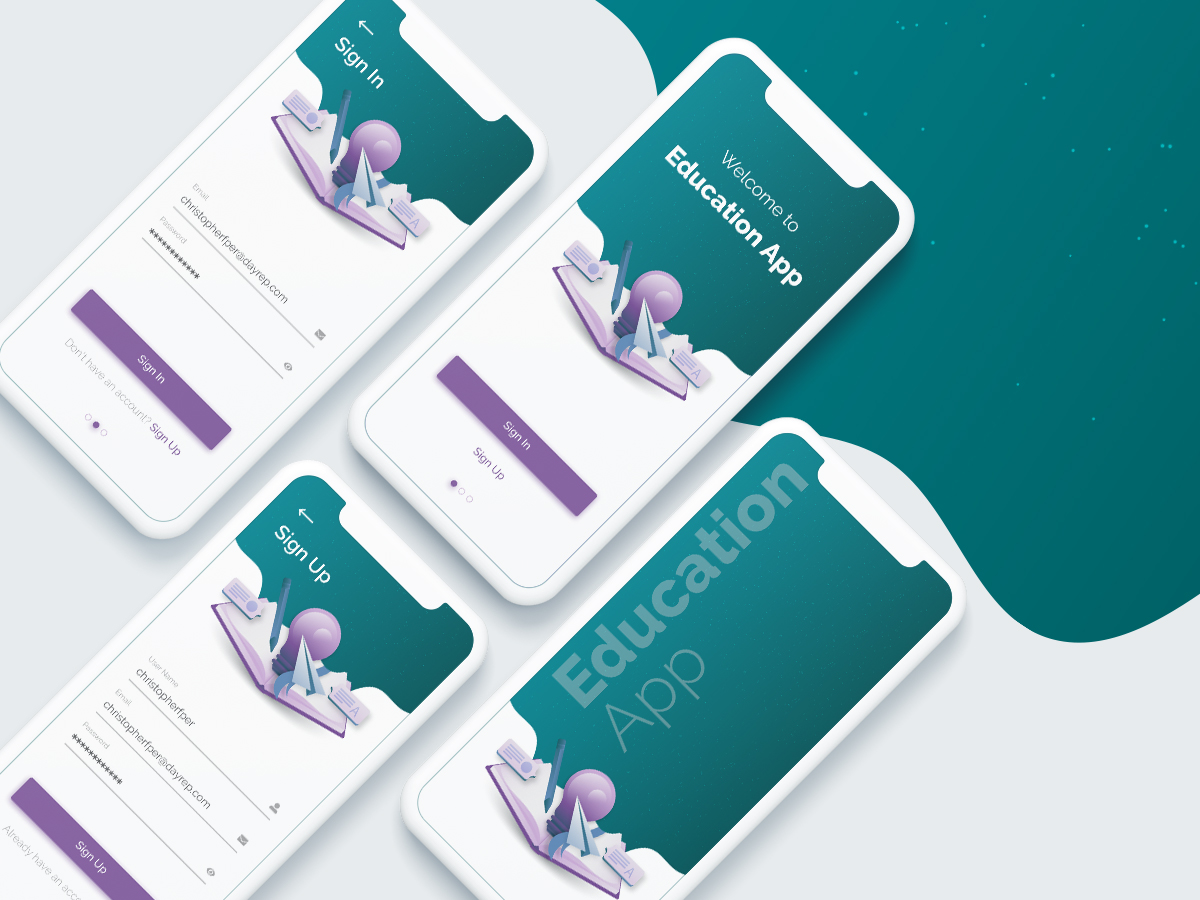 Sign In
Email
christopherfper@dayrep.com
Password
************
Sign In
Don't have an account? Sign Up
Welcome to
Education App
A
Sign In
Sign Up
Sign Up
User Name
christopherfper
Email
christopherfper@dayrep.com
Password
************
Sign Up
Already have an acco
Education
App
A